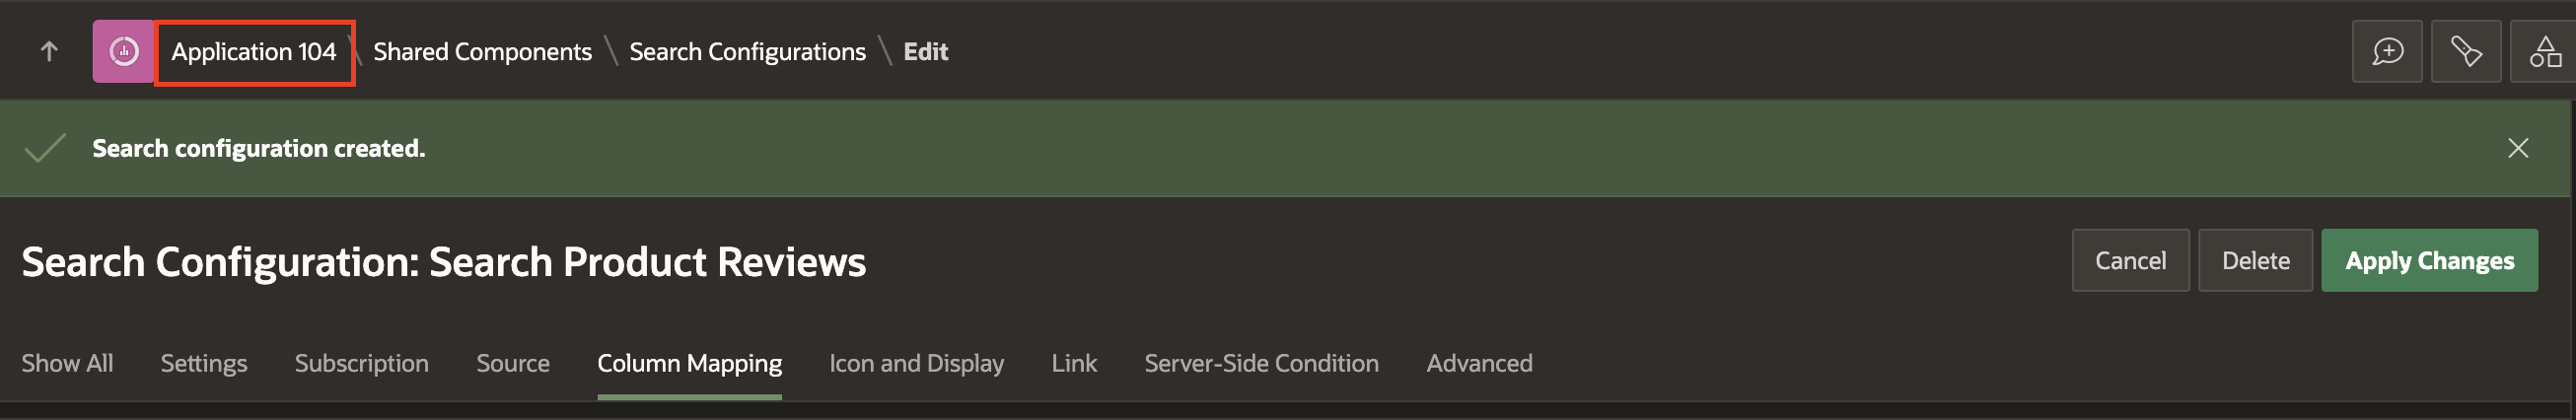 Application 104 \ Shared Components \ Search Configurations \ Edit
Search configuration created.
Search Configuration: Search Product Reviews
Cancel Delete Apply Changes
Show All Settings Subscription Source Column Mapping Icon and Display Link Server-Side Condition Advanced